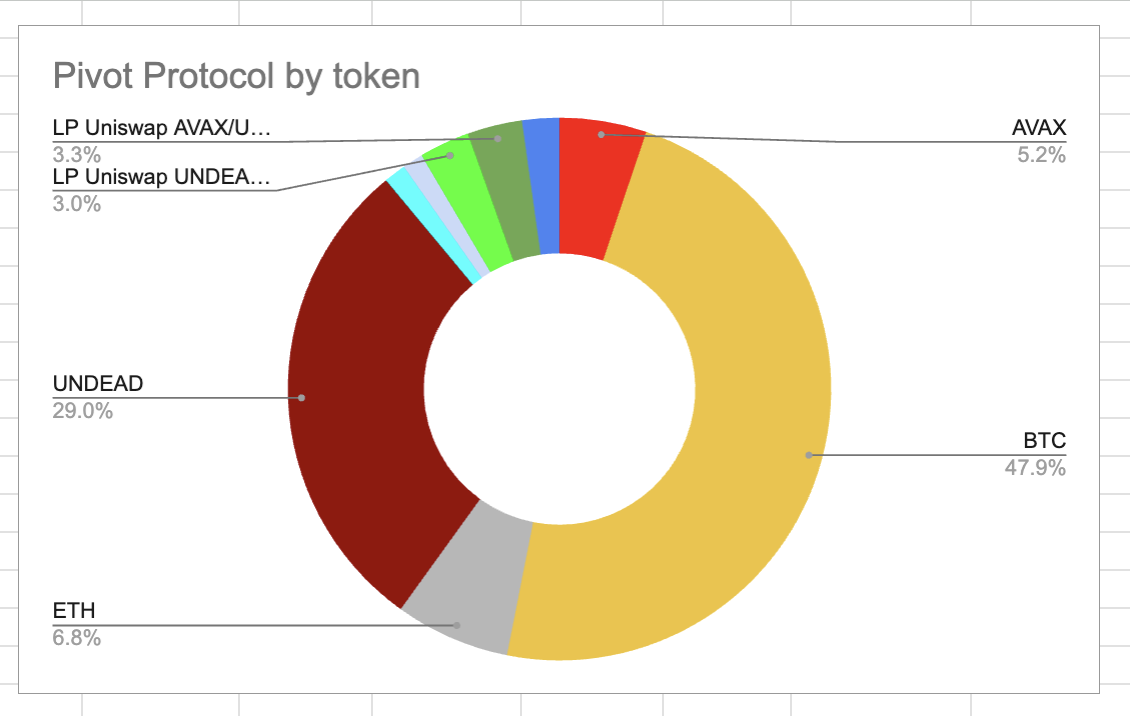 Pivot Protocol by token
LP Uniswap AVAX/U…
3.3%
LP Uniswap UNDEA…
3.0%
UNDEAD
29.0%
ETH
6.8%
AVAX
5.2%
BTC
47.9%